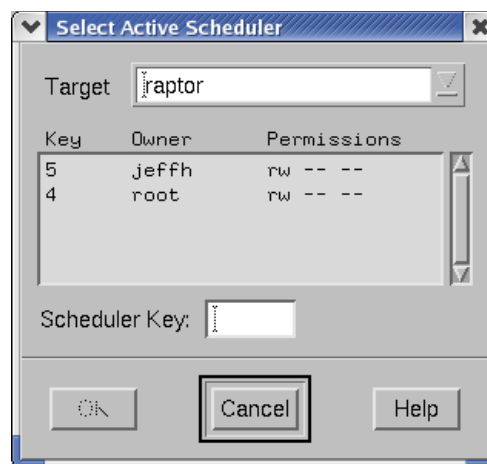 Select Active Scheduler
Target raptor
Key Owner Permissions
5 jeffh rw -- --
4 root rw -- --
Scheduler Key:
OK Cancel Help